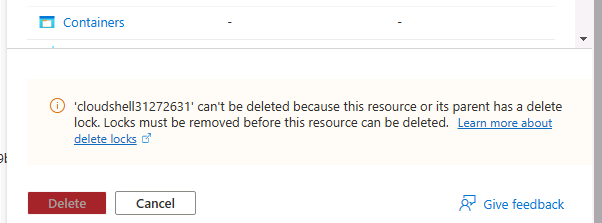 Containers - -
'cloudshell31272631' can't be deleted because this resource or its parent has a delete
lock. Locks must be removed before this resource can be deleted. Learn more about
delete locks
Delete Cancel
Give feedback